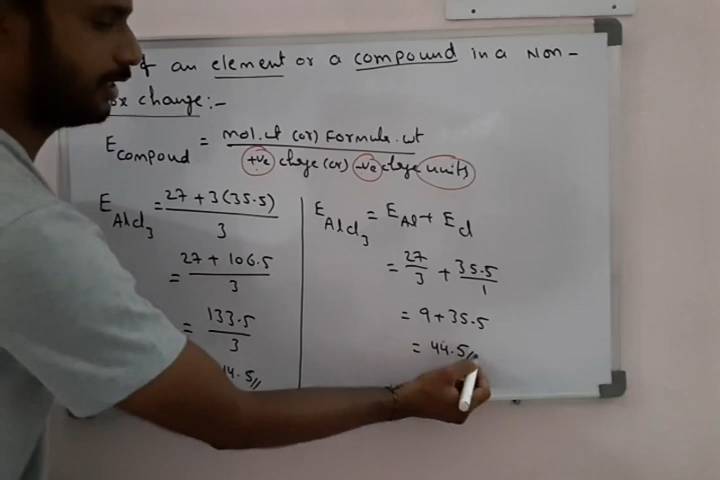 of an element or a compound in a Non-
change:-
E compound = mol.wt (or) Formula.wt
+ve charge (or) -ve charge units
E AlCl3 = 27 + 3(35.5)
3
= 27 + 106.5
3
= 133.5
3
44.5//
E AlCl3 = E Al + E Cl
= 27/3 + 35.5/1
= 9 + 35.5
= 44.5//